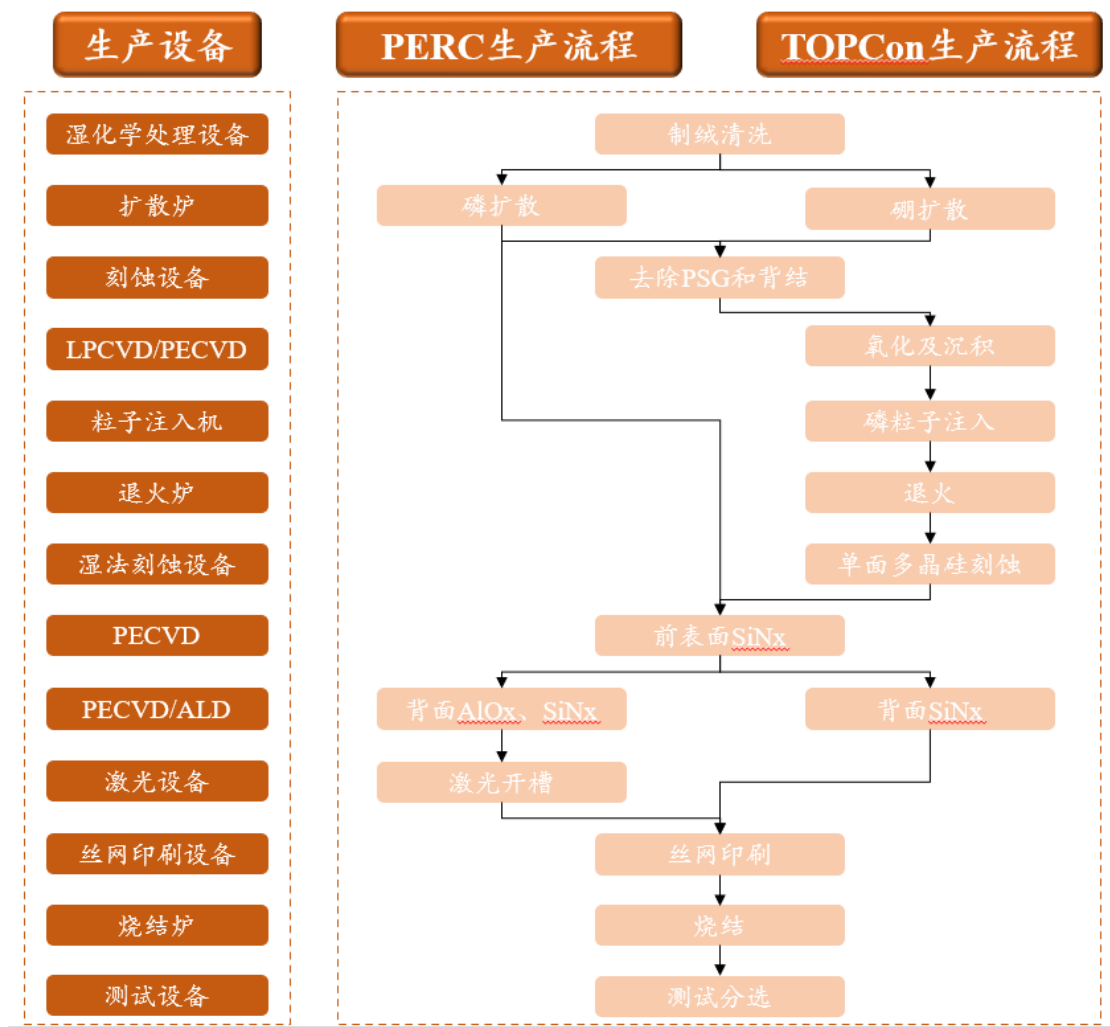 生产设备
PERC生产流程
TOPCon生产流程
湿化学处理设备
制绒清洗
扩散炉
磷扩散
硼扩散
刻蚀设备
去除PSG和背结
LPCVD/PECVD
氧化及沉积
粒子注入机
磷粒子注入
退火炉
退火
湿法刻蚀设备
单面多晶硅刻蚀
PECVD
前表面SiNx
PECVD/ALD
背面AlOx、SiNx
背面SiNx
激光设备
激光开槽
丝网印刷设备
丝网印刷
烧结炉
烧结
测试设备
测试分选